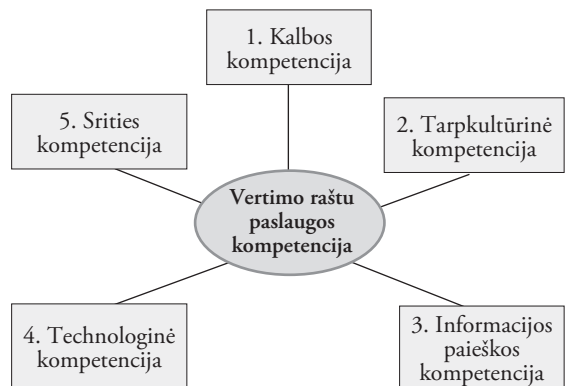 1. Kalbos
kompetencija
2. Tarpkultūrinė
kompetencija
3. Informacijos
paieškos
kompetencija
4. Technologinė
kompetencija
5. Srities
kompetencija
Vertimo raštu
paslaugos
kompetencija